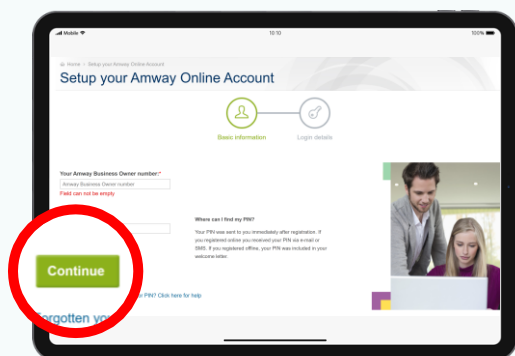 Mobile
10:10
100%
Home > Setup your Amway Online Account
Setup your Amway Online Account
Basic information
Login details
Your Amway Business Owner number:*
Amway Business Owner number
Field can not be empty
Where can I find my PIN?
Your PIN was sent to you immediately after registration. If
you registered online you received your PIN via e-mail or
SMS. If you registered offline, your PIN was included in your
welcome letter.
Continue
or PIN? Click here for help
Forgotten you